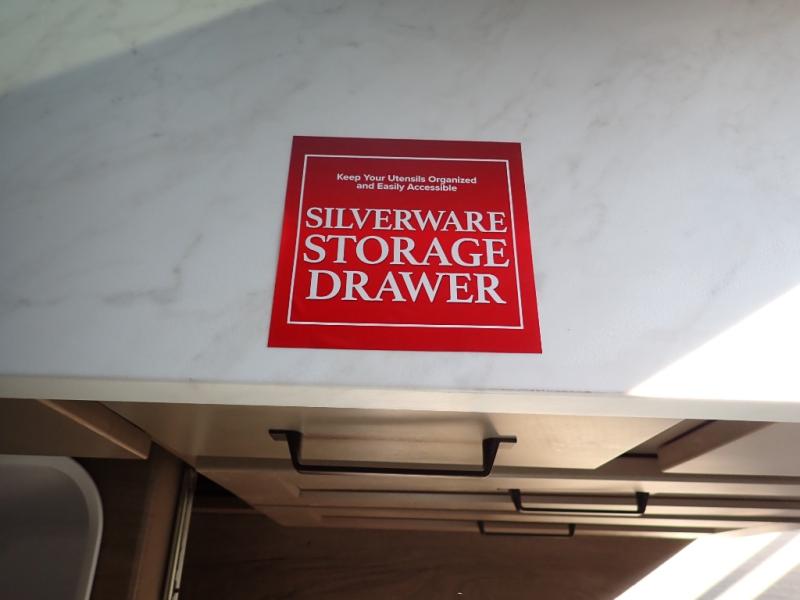 Keep Your Utensils Organized
and Easily Accessible
SILVERWARE
STORAGE
DRAWER